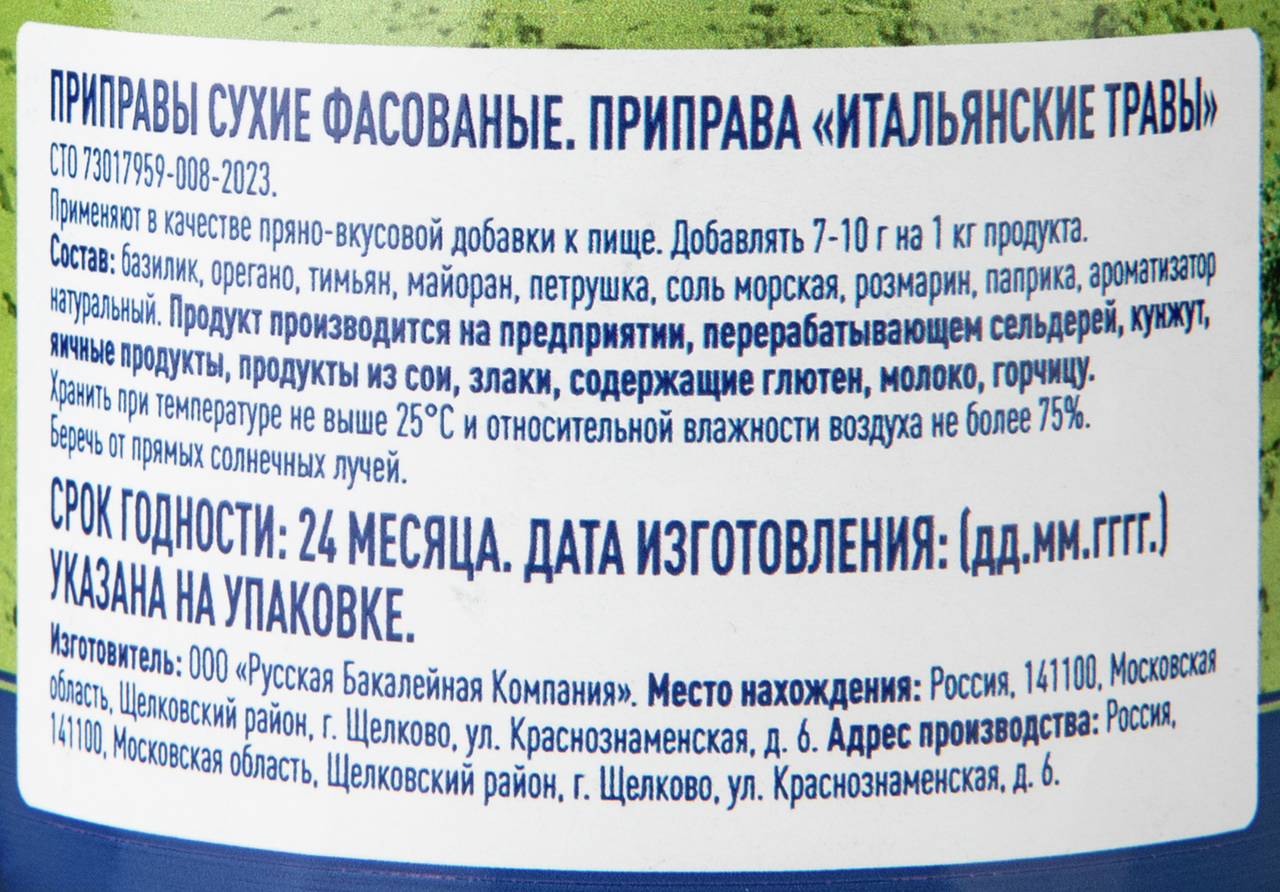 ПРИПРАВЫ СУХИЕ ФАСОВАНЫЕ. ПРИПРАВА «ИТАЛЬЯНСКИЕ ТРАВЫ»
СТО 73017959-008-2023.
Применяют в качестве пряно-вкусовой добавки к пище. Добавлять 7-10 г на 1 кг продукта.
Состав: базилик, орегано, тимьян, майоран, петрушка, соль морская, розмарин, паприка, ароматизатор
натуральный. Продукт производится на предприятии, перерабатывающем сельдерей, кунжут,
яичные продукты, продукты из сои, злаки, содержащие глютен, молоко, горчицу.
Хранить при температуре не выше 25°С и относительной влажности воздуха не более 75%.
Беречь от прямых солнечных лучей.
СРОК ГОДНОСТИ: 24 МЕСЯЦА. ДАТА ИЗГОТОВЛЕНИЯ: (ДД.ММ.ГГГГ.)
УКАЗАНА НА УПАКОВКЕ.
Изготовитель: ООО «Русская Бакалейная Компания». Место нахождения: Россия, 141100, Московская
область, Щелковский район, г. Щелково, ул. Краснознаменская, д. 6. Адрес производства: Россия,
141100, Московская область, Щелковский район, г. Щелково, ул. Краснознаменская, д. 6.